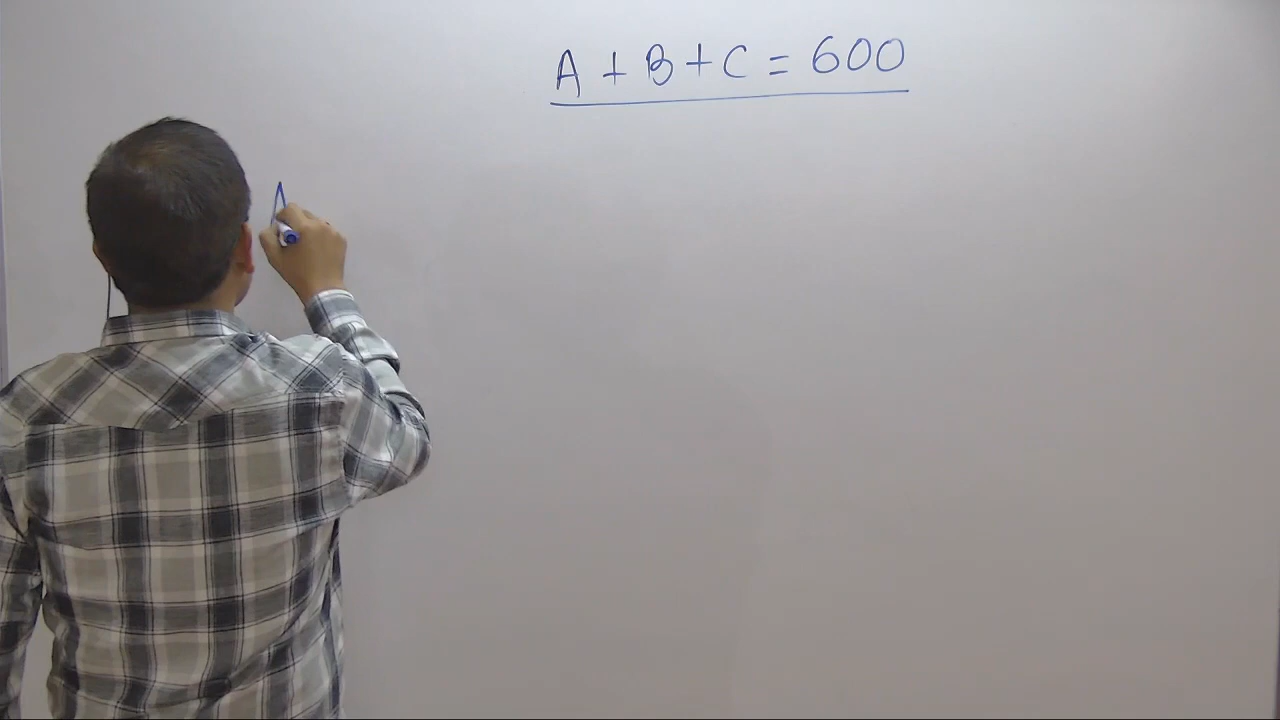 A + B + C = 600
A